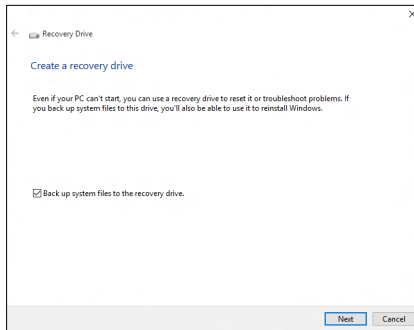 Recovery Drive
Create a recovery drive
Even if your PC can't start, you can use a recovery drive to reset it or troubleshoot problems. If
you back up system files to this drive, you'll also be able to use it to reinstall Windows.
Back up system files to the recovery drive.
Next Cancel